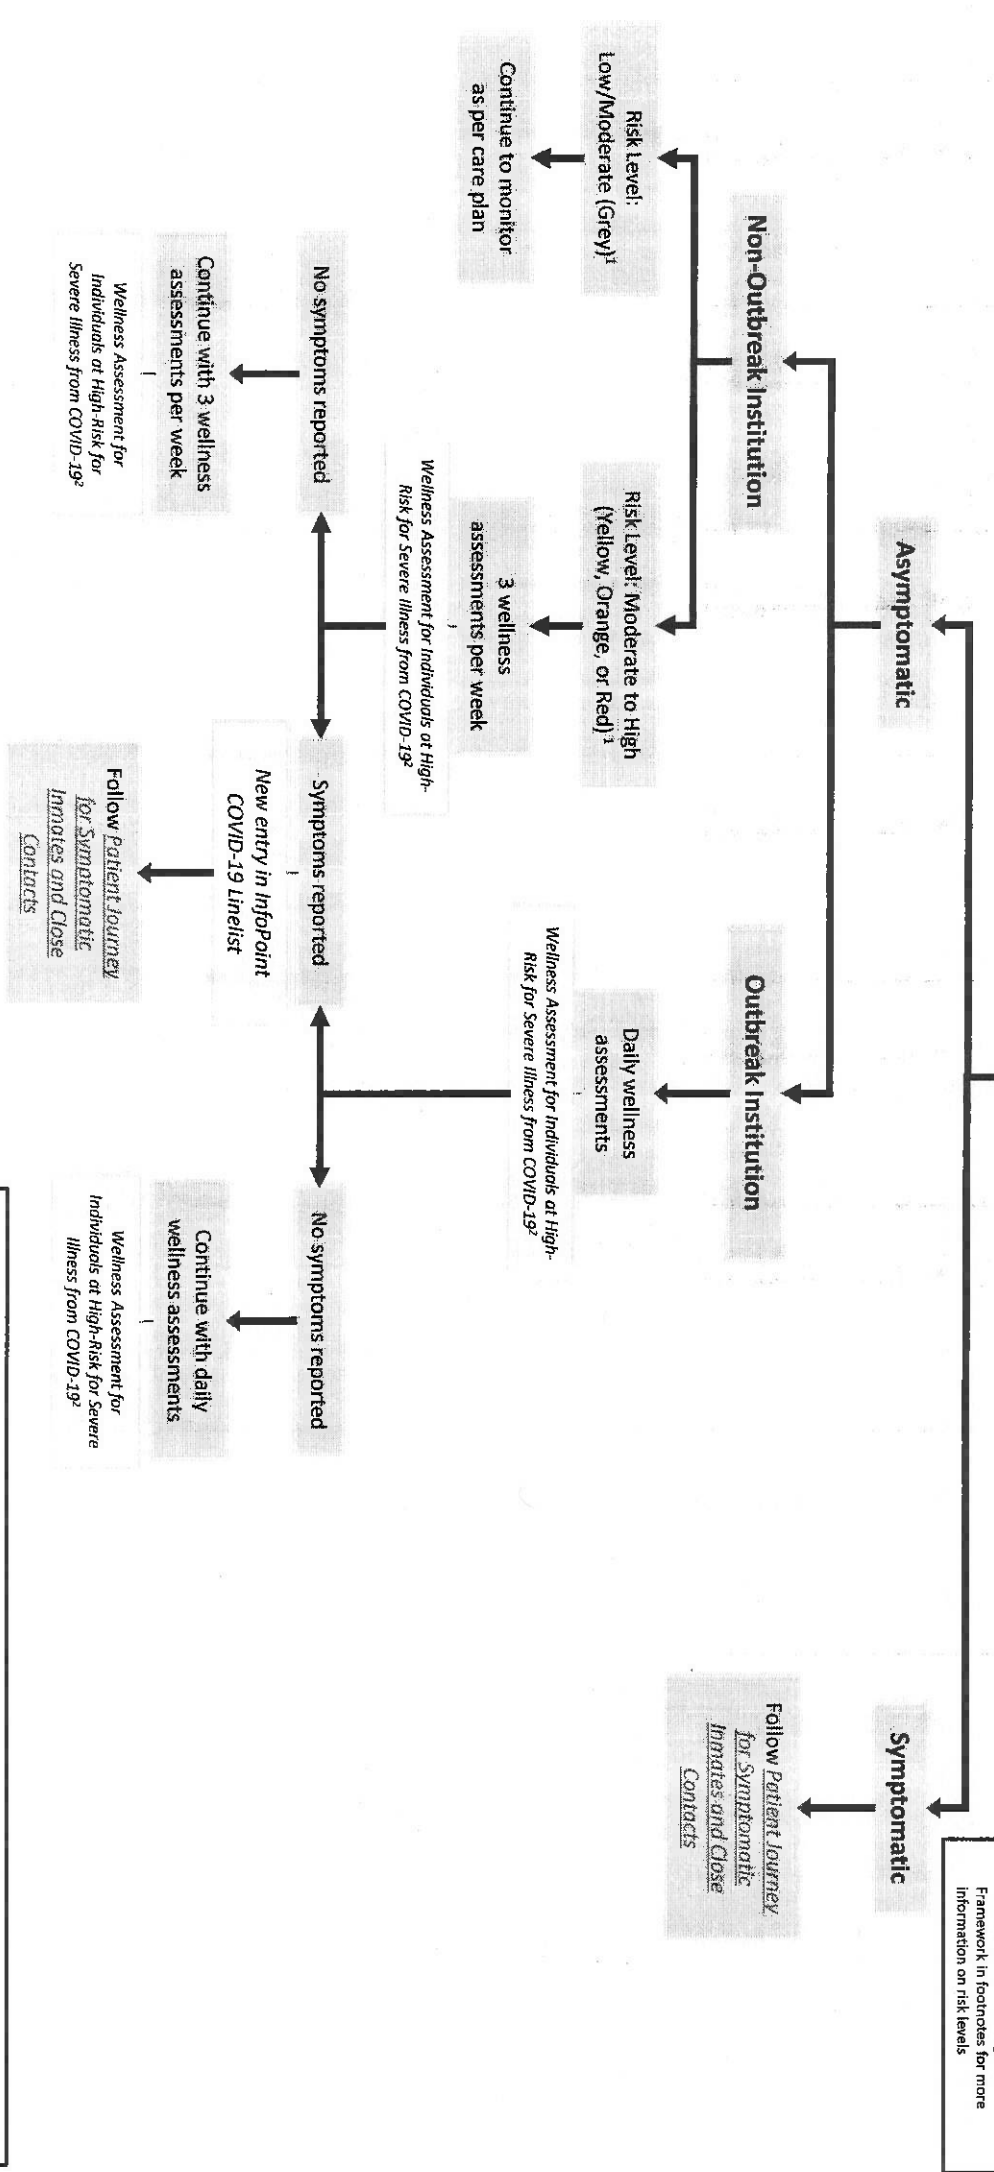 Framework in footnotes for more
information on risk levels
Asymptomatic
Symptomatic
Non-Outbreak Institution
Outbreak Institution
Follow Patient Journey
for Symptomatic
Inmates and Close
Contacts
Risk Level:
Low/Moderate (Grey)¹
Risk Level: Moderate to High
(Yellow, Orange, or Red)¹
Daily wellness
assessments
Wellness Assessment for Individuals at High-
Risk for Severe Illness from COVID-19²
Continue to monitor
as per care plan
3 wellness
assessments per week
Wellness Assessment for Individuals at High-
Risk for Severe Illness from COVID-19²
No symptoms reported
Symptoms reported
No symptoms reported
New entry in InfoPoint
COVID-19 Linelist
Continue with 3 wellness
assessments per week
Continue with daily
wellness assessments
Wellness Assessment for
Individuals at High-Risk for
Severe Illness from COVID-19²
Follow Patient Journey
for Symptomatic
Inmates and Close
Contacts
Wellness Assessment for
Individuals at High-Risk for Severe
Illness from COVID-19²